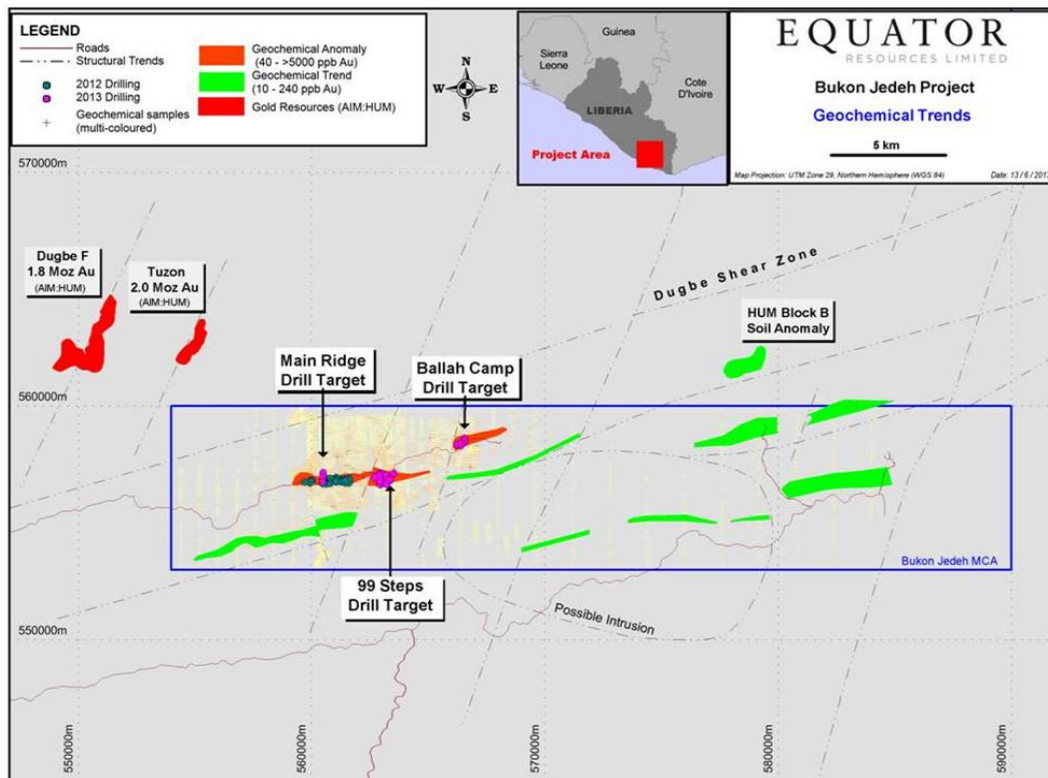 LEGEND
Roads
Structural Trends
2012 Drilling
2013 Drilling
Geochemical samples
(multi-coloured)
Geochemical Anomaly
(40 - >5000 ppb Au)
Geochemical Trend
(10 - 240 ppb Au)
Gold Resources (AIM:HUM)
N
W
E
S
Guinea
Sierra
Leone
Cote
D'Ivoire
LIBERIA
Project Area
EQUATOR
RESOURCES LIMITED
Bukon Jedeh Project
Geochemical Trends
5 km
Map Projection: UTM Zone 29, Northern Hemisphere (WGS 84)
Date: 13 / 6 / 2013
570000m
Dugbe F
1.8 Moz Au
(AIM:HUM)
Tuzon
2.0 Moz Au
(AIM:HUM)
Dugbe Shear Zone
HUM Block B
Soil Anomaly
Main Ridge
Drill Target
Ballah Camp
Drill Target
560000m
99 Steps
Drill Target
Bukon Jedeh MCA
Possible Intrusion
550000m
550000m
560000m
570000m
580000m
590000m